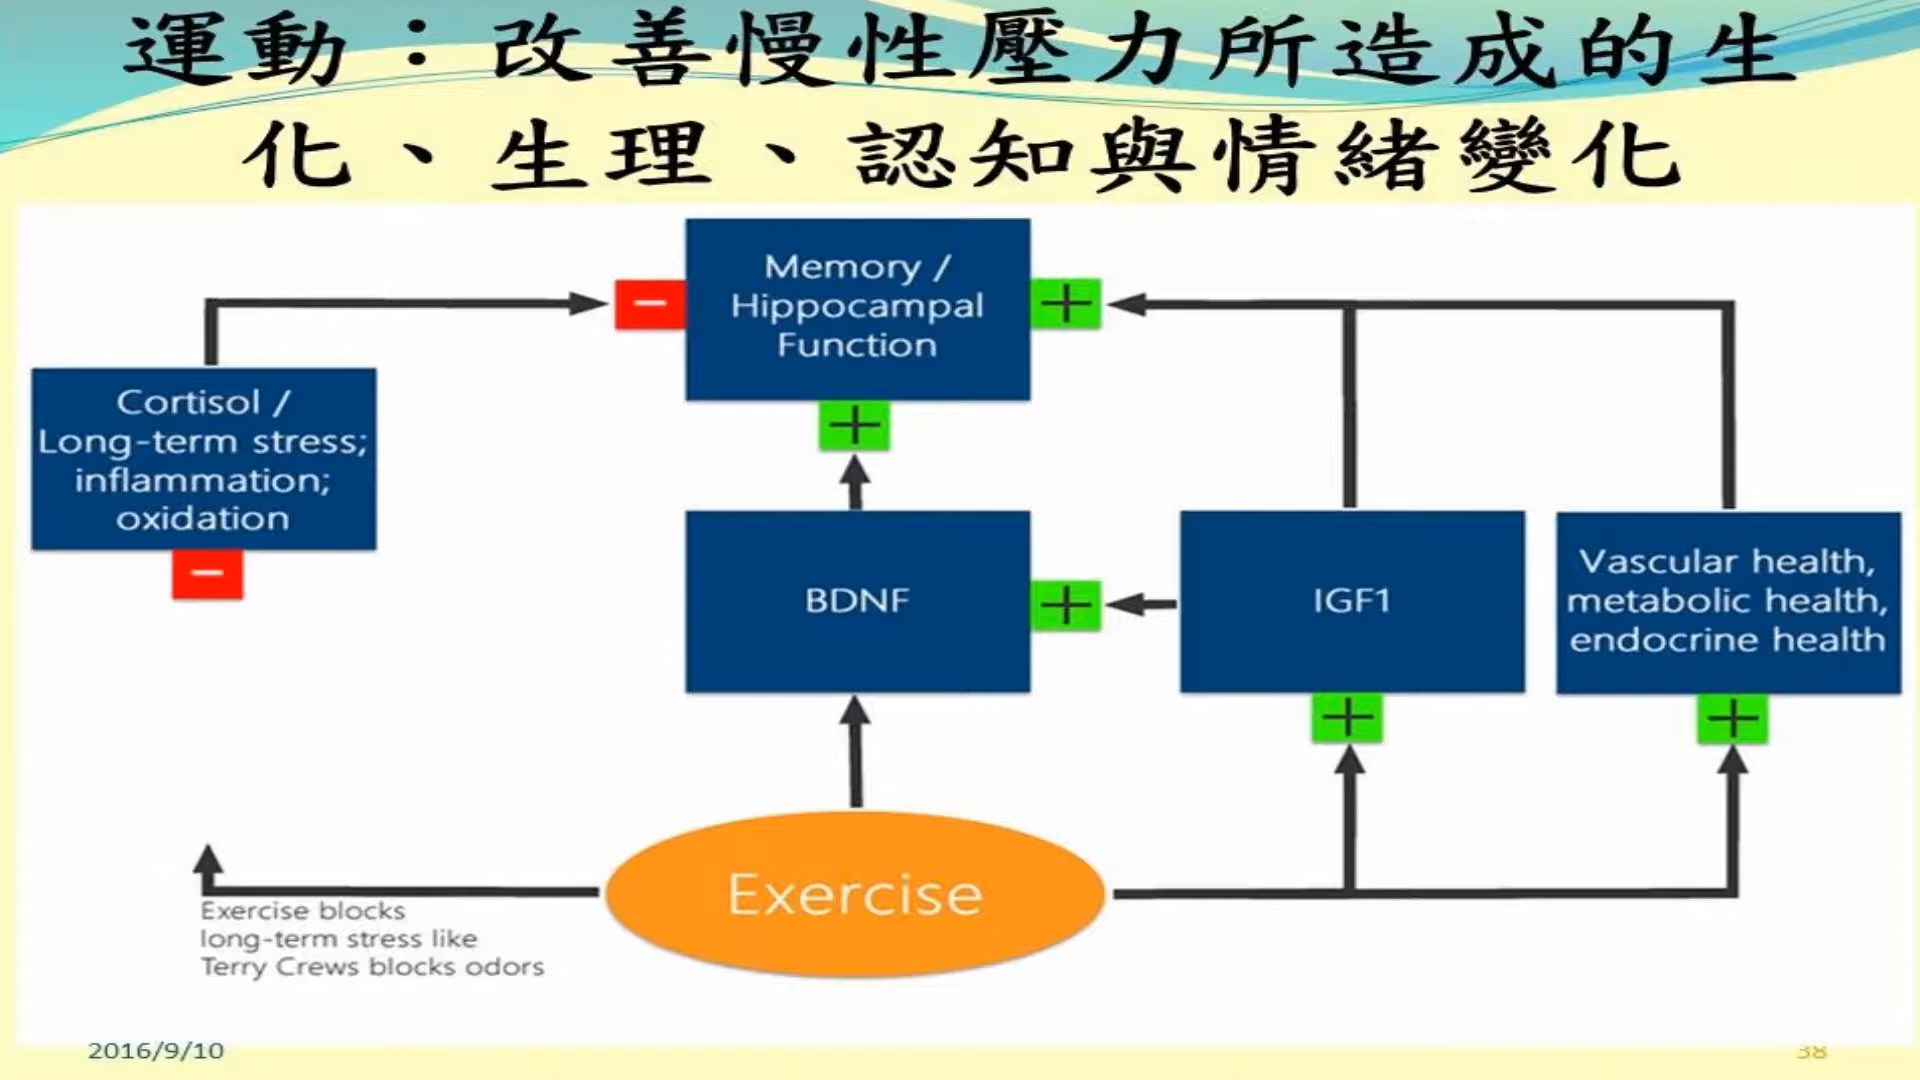 運動：改善慢性壓力所造成的生
化、生理、認知與情緒變化
Memory /
Hippocampal
Function
−
+
+
Cortisol /
Long-term stress;
inflammation;
oxidation
−
BDNF
+
IGF1
+
Vascular health,
metabolic health,
endocrine health
+
Exercise
Exercise blocks
long-term stress like
Terry Crews blocks odors
2016/9/10
38